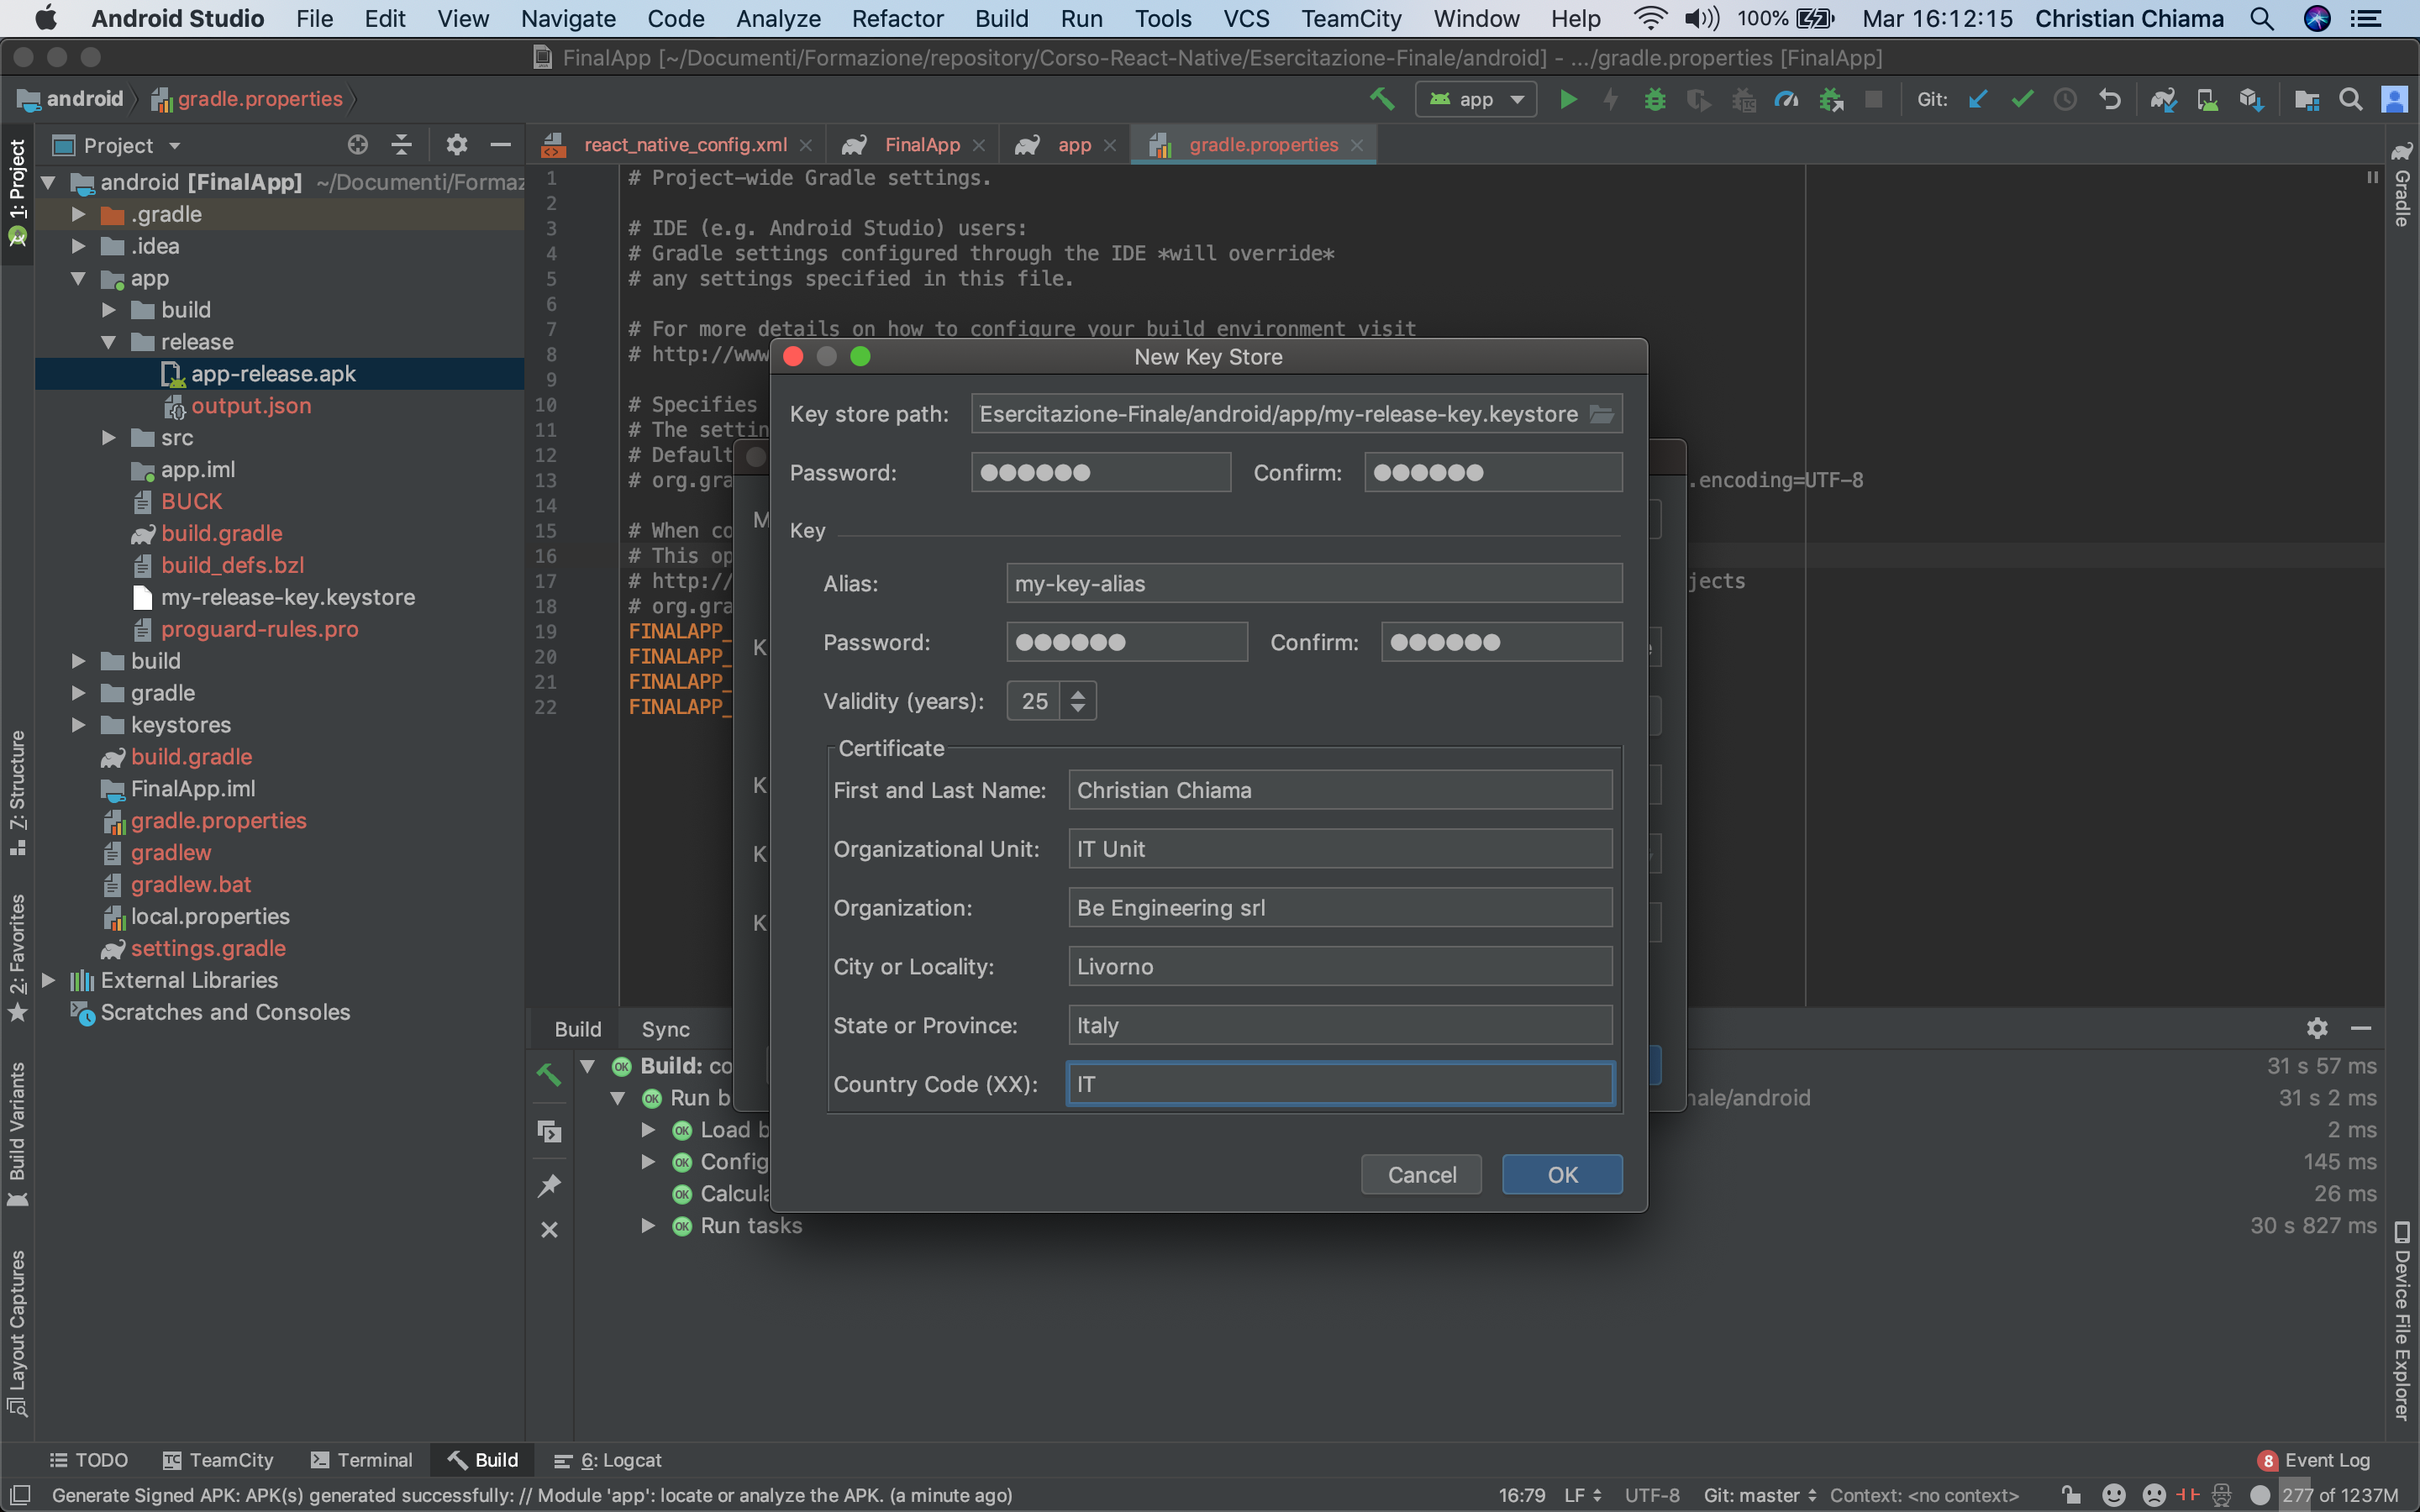 Android Studio File Edit View Navigate Code Analyze Refactor Build Run Tools VCS TeamCity Window Help 100% Mar 16:12:15 Christian Chiama
FinalApp [~/Documenti/Formazione/repository/Corso-React-Native/Esercitazione-Finale/android] - .../gradle.properties [FinalApp]
android gradle.properties app Git:
Project react_native_config.xml FinalApp app gradle.properties
1: Project
android [FinalApp] ~/Documenti/Formaz
.gradle
.idea
app
build
release
app-release.apk
output.json
src
app.iml
BUCK
build.gradle
build_defs.bzl
my-release-key.keystore
proguard-rules.pro
build
gradle
keystores
build.gradle
FinalApp.iml
gradle.properties
gradlew
gradlew.bat
local.properties
settings.gradle
External Libraries
Scratches and Consoles
7: Structure
2: Favorites
Build Variants
Layout Captures
Gradle
Device File Explorer
1 # Project-wide Gradle settings.
2
3 # IDE (e.g. Android Studio) users:
4 # Gradle settings configured through the IDE *will override*
5 # any settings specified in this file.
6
7 # For more details on how to configure your build environment visit
8 # http://www
9
10 # Specifies
11 # The settin
12 # Default
13 # org.gra .encoding=UTF-8
14
15 # When co
16 # This op
17 # http:// jects
18 # org.gra
19 FINALAPP_
20 FINALAPP_
21 FINALAPP_
22 FINALAPP_
M
K
K
K
K
New Key Store
Key store path: Esercitazione-Finale/android/app/my-release-key.keystore
Password: ●●●●●● Confirm: ●●●●●●
Key
Alias: my-key-alias
Password: ●●●●●● Confirm: ●●●●●●
Validity (years): 25
Certificate
First and Last Name: Christian Chiama
Organizational Unit: IT Unit
Organization: Be Engineering srl
City or Locality: Livorno
State or Province: Italy
Country Code (XX): IT
Cancel OK
Build Sync
Build: co 31 s 57 ms
Run b nale/android 31 s 2 ms
Load b 2 ms
Config 145 ms
Calcula 26 ms
Run tasks 30 s 827 ms
TODO TeamCity Terminal Build 6: Logcat 8 Event Log
Generate Signed APK: APK(s) generated successfully: // Module 'app': locate or analyze the APK. (a minute ago) 16:79 LF UTF-8 Git: master Context: <no context> 277 of 1237M